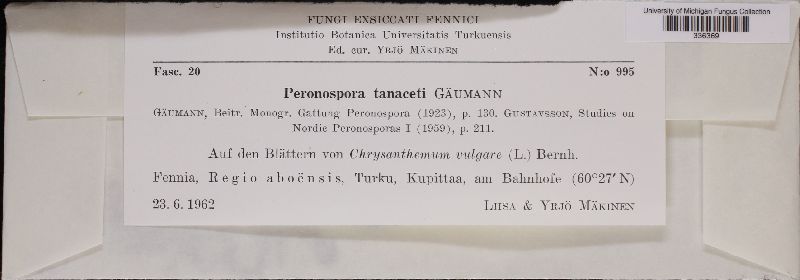 University of Michigan Fungus Collection
336369
FUNGI EXSICCATI FENNICI
Institutio Botanica Universitatis Turkuensis
Ed. cur. YRJÖ MÄKINEN
Fasc. 20 N:o 995
Peronospora tanaceti GÄUMANN
GÄUMANN, Beitr. Monogr. Gattung Peronospora (1923), p. 130. GUSTAVSSON, Studies on
Nordic Peronosporas I (1959), p. 211.
Auf den Blättern von Chrysanthemum vulgare (L.) Bernh.
Fennia, Regio aboënsis, Turku, Kupittaa, am Bahnhofe (60°27′ N)
23. 6. 1962 LIISA & YRJÖ MÄKINEN